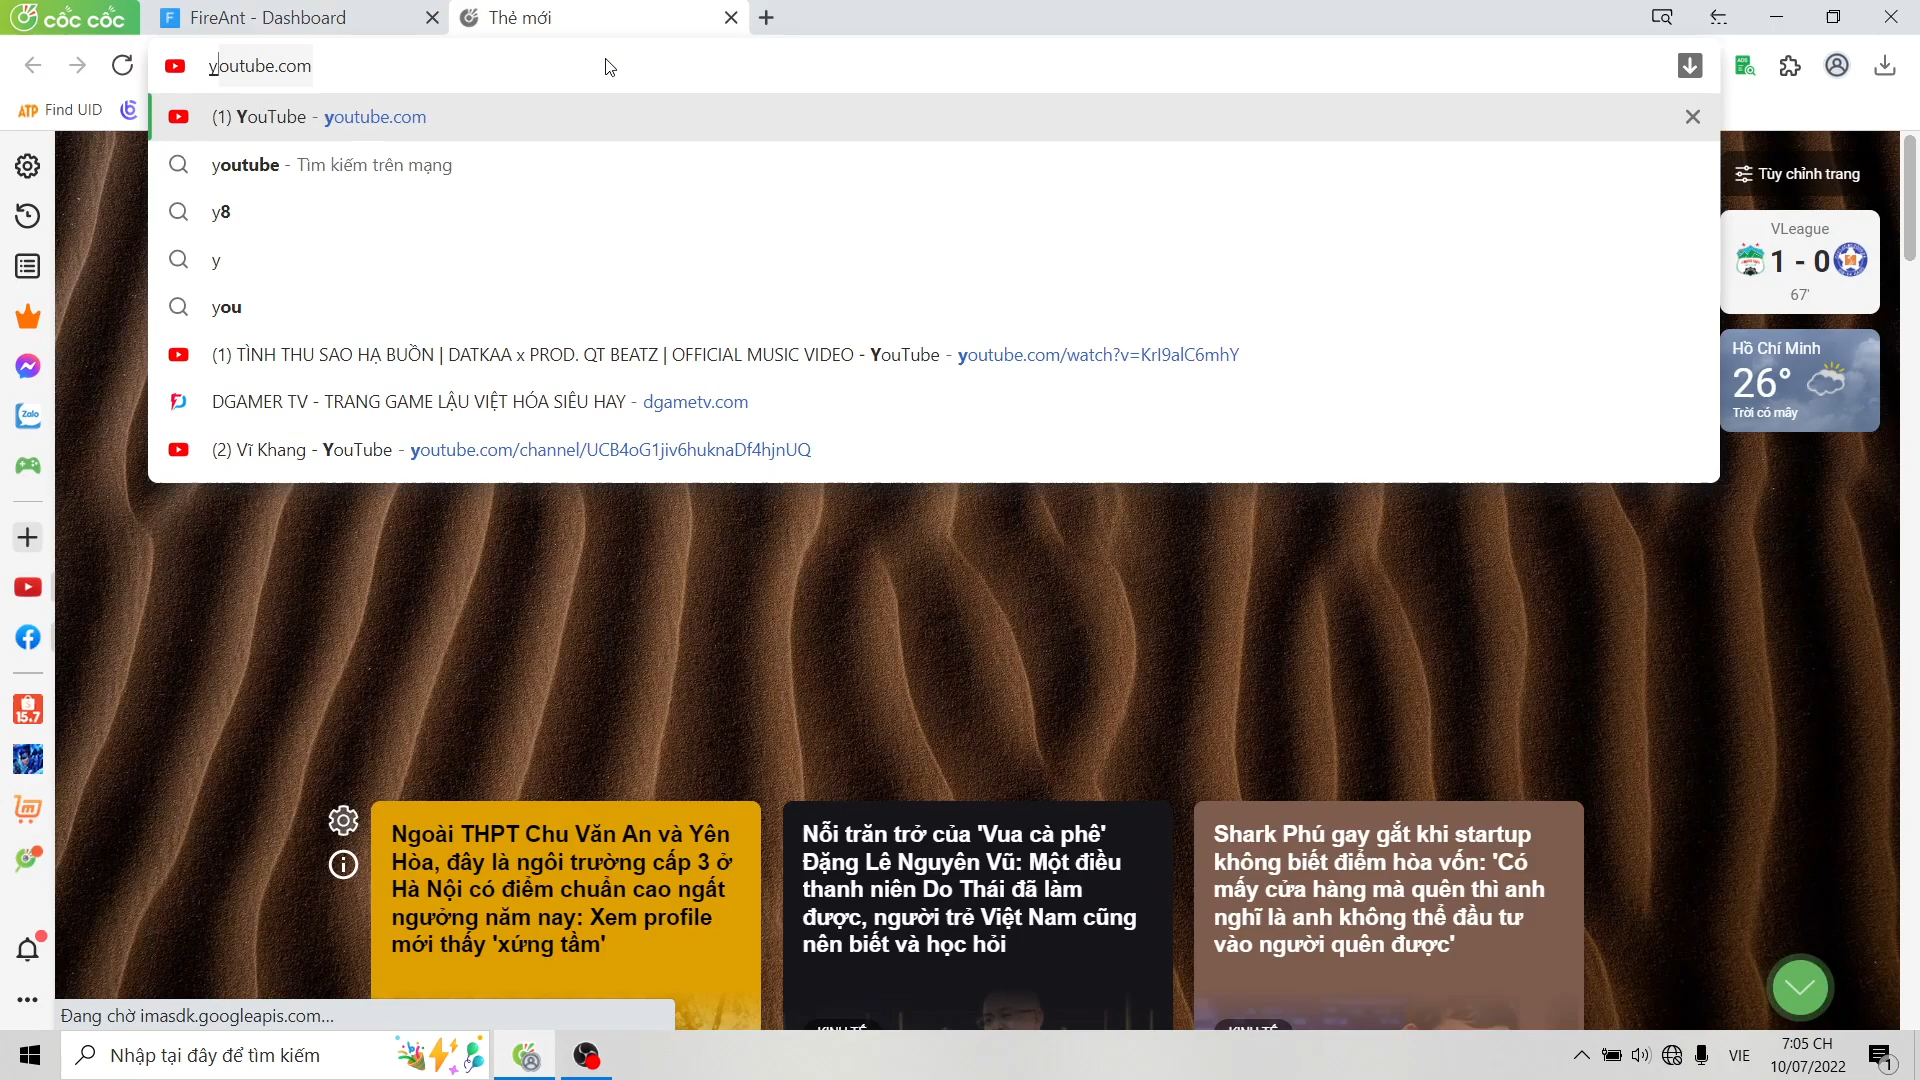 cốc cốc
FireAnt - Dashboard
Thẻ mới
youtube.com
ATP Find UID
(1) YouTube - youtube.com
youtube - Tìm kiếm trên mạng
y8
y
you
(1) TÌNH THU SAO HẠ BUỒN | DATKAA x PROD. QT BEATZ | OFFICIAL MUSIC VIDEO - YouTube - youtube.com/watch?v=KrI9alC6mhY
DGAMER TV - TRANG GAME LẬU VIỆT HÓA SIÊU HAY - dgametv.com
(2) Vĩ Khang - YouTube - youtube.com/channel/UCB4oG1jiv6huknaDf4hjnUQ
Tùy chỉnh trang
VLeague
1 - 0
67'
Hồ Chí Minh
26°
Trời có mây
Zalo
15.7
Ngoài THPT Chu Văn An và Yên
Hòa, đây là ngôi trường cấp 3 ở
Hà Nội có điểm chuẩn cao ngất
ngưởng năm nay: Xem profile
mới thấy 'xứng tầm'
Nỗi trăn trở của 'Vua cà phê'
Đặng Lê Nguyên Vũ: Một điều
thanh niên Do Thái đã làm
được, người trẻ Việt Nam cũng
nên biết và học hỏi
Shark Phú gay gắt khi startup
không biết điểm hòa vốn: 'Có
mấy cửa hàng mà quên thì anh
nghĩ là anh không thể đầu tư
vào người quên được'
KINH TẾ
KINH TẾ
Đang chờ imasdk.googleapis.com...
Nhập tại đây để tìm kiếm
VIE
7:05 CH
10/07/2022
1